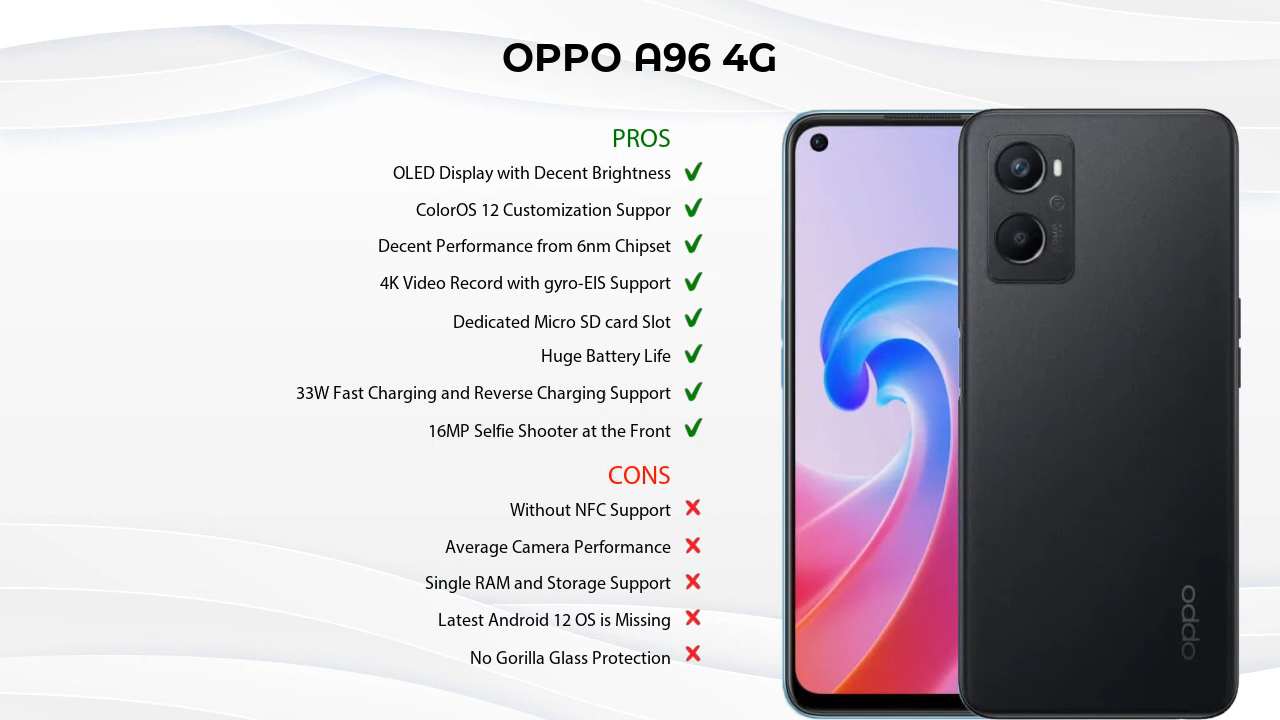 OPPO A96 4G
PROS
OLED Display with Decent Brightness
ColorOS 12 Customization Suppor
Decent Performance from 6nm Chipset
4K Video Record with gyro-EIS Support
Dedicated Micro SD card Slot
Huge Battery Life
33W Fast Charging and Reverse Charging Support
16MP Selfie Shooter at the Front
CONS
Without NFC Support
Average Camera Performance
Single RAM and Storage Support
Latest Android 12 OS is Missing
No Gorilla Glass Protection
oppo